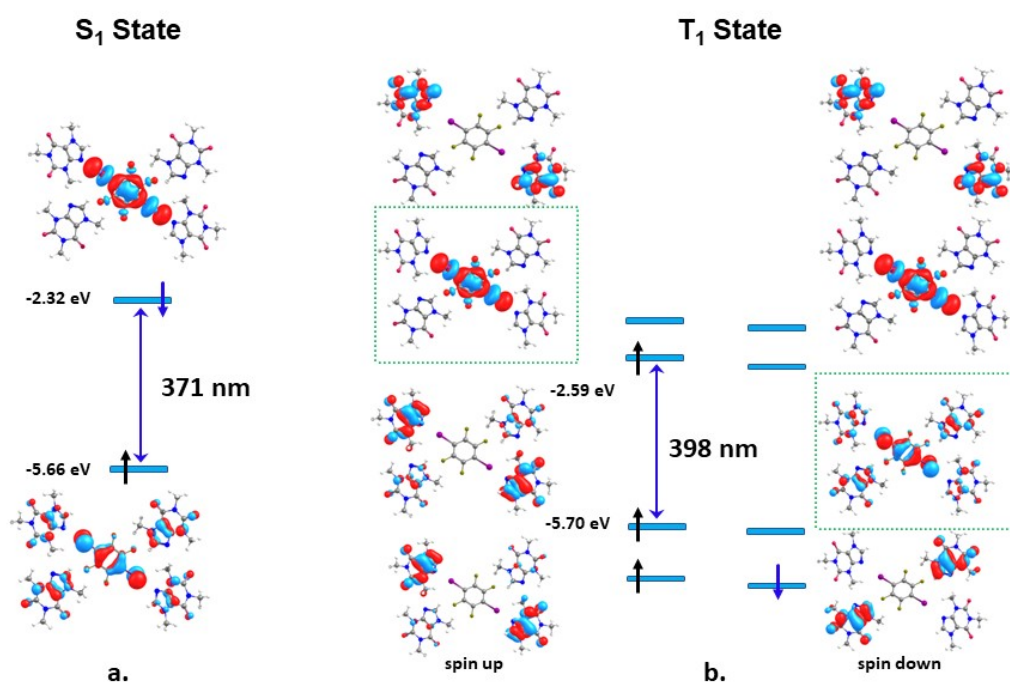 S₁ State
T₁ State
-2.32 eV
371 nm
-5.66 eV
-2.59 eV
398 nm
-5.70 eV
spin up
spin down
a.
b.